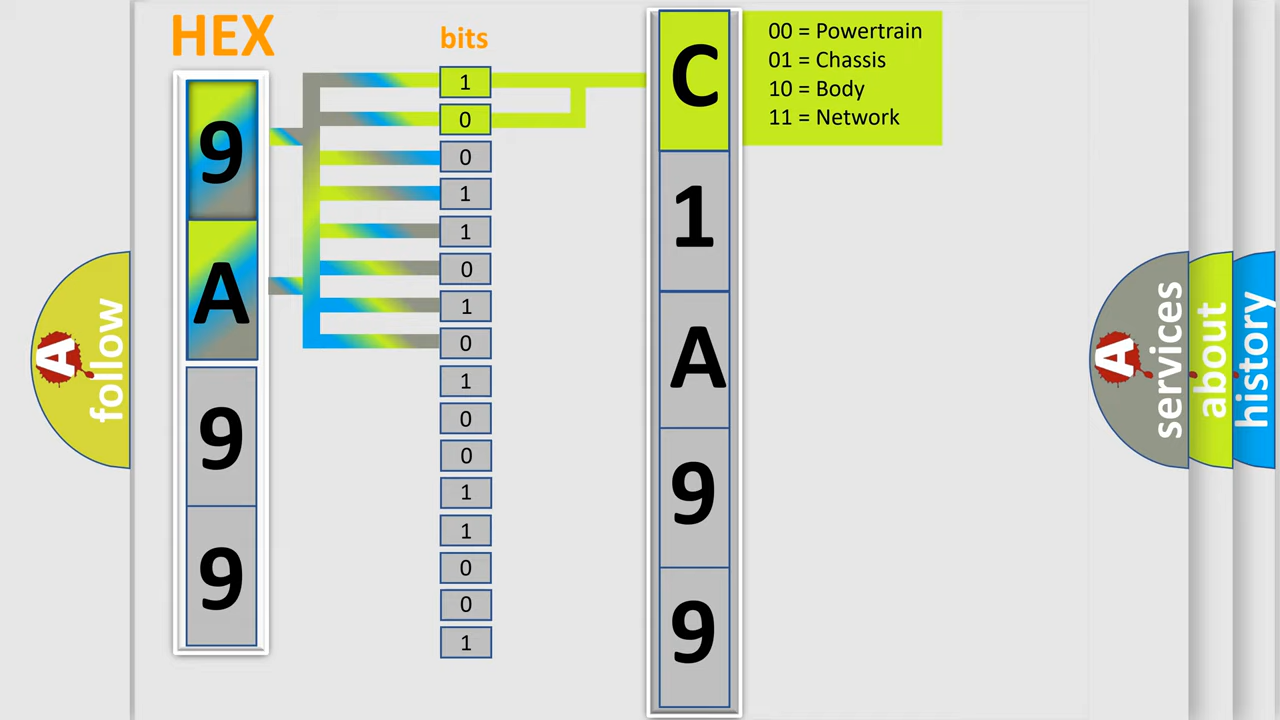 HEX
9
A
9
9
bits
1
0
0
1
1
0
1
0
1
0
0
1
1
0
0
1
C
1
A
9
9
00 = Powertrain
01 = Chassis
10 = Body
11 = Network
A
follow
A
services
about
history